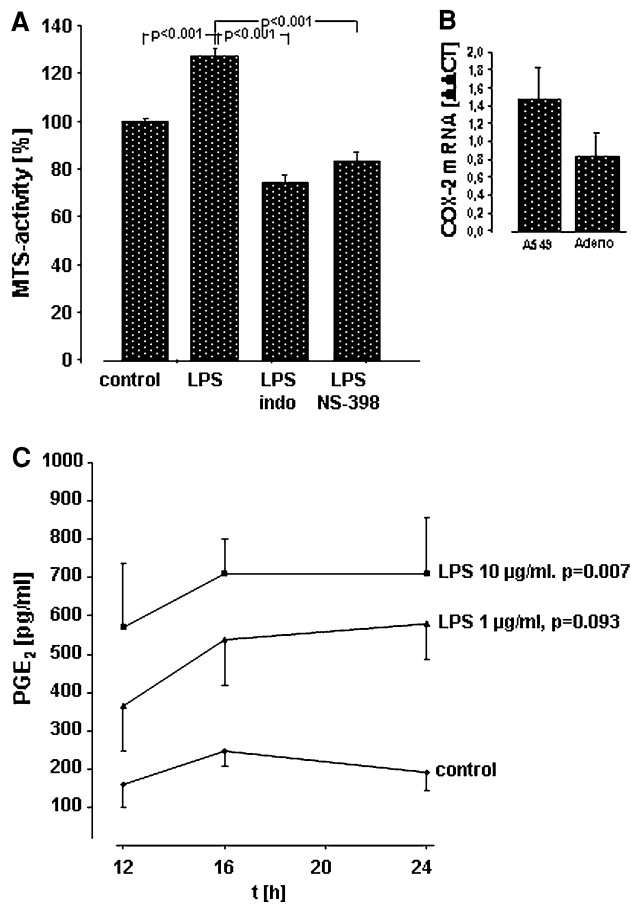 A
MTS-activity [%]
140
120
100
80
60
40
20
0
p<0.001
p<0.001
p<0.001
control
LPS
LPS
indo
LPS
NS-398
B
COX-2 m RNA [▲▲CT]
2,0
1,8
1,6
1,4
1,2
1,0
0,8
0,6
0,4
0,2
0,0
A549
Adeno
C
PGE2 [pg/ml]
1000
900
800
700
600
500
400
300
200
100
LPS 10 µg/ml. p=0.007
LPS 1 µg/ml, p=0.093
control
12
16
20
24
t [h]